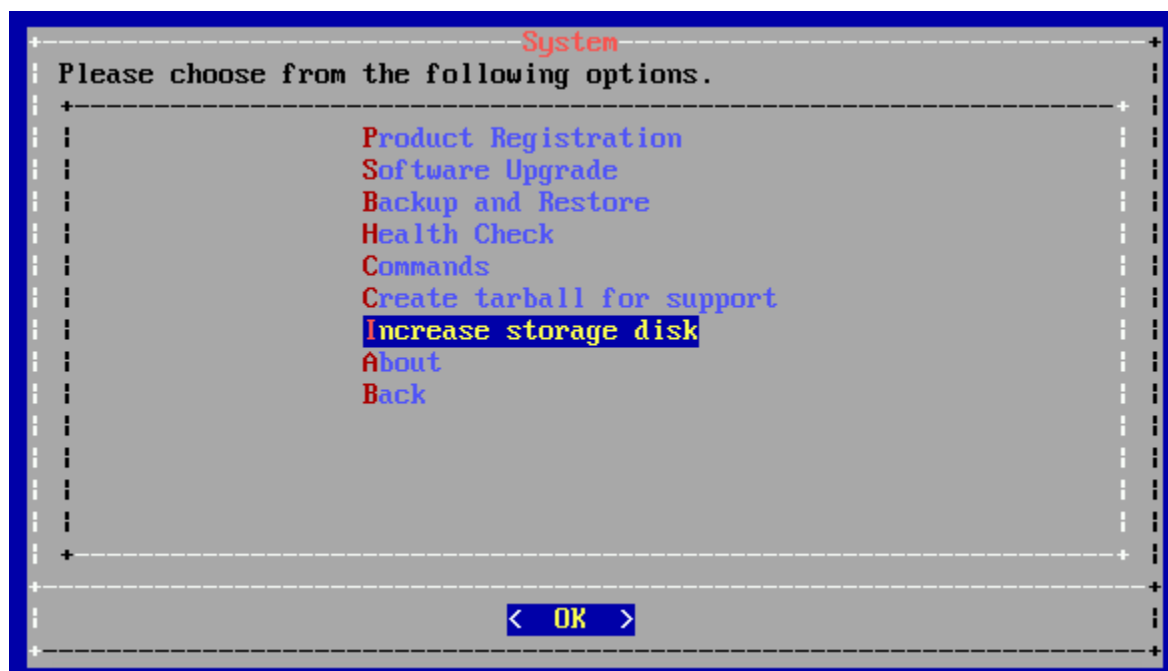 System
Please choose from the following options.
Product Registration
Software Upgrade
Backup and Restore
Health Check
Commands
Create tarball for support
Increase storage disk
About
Back
< OK >